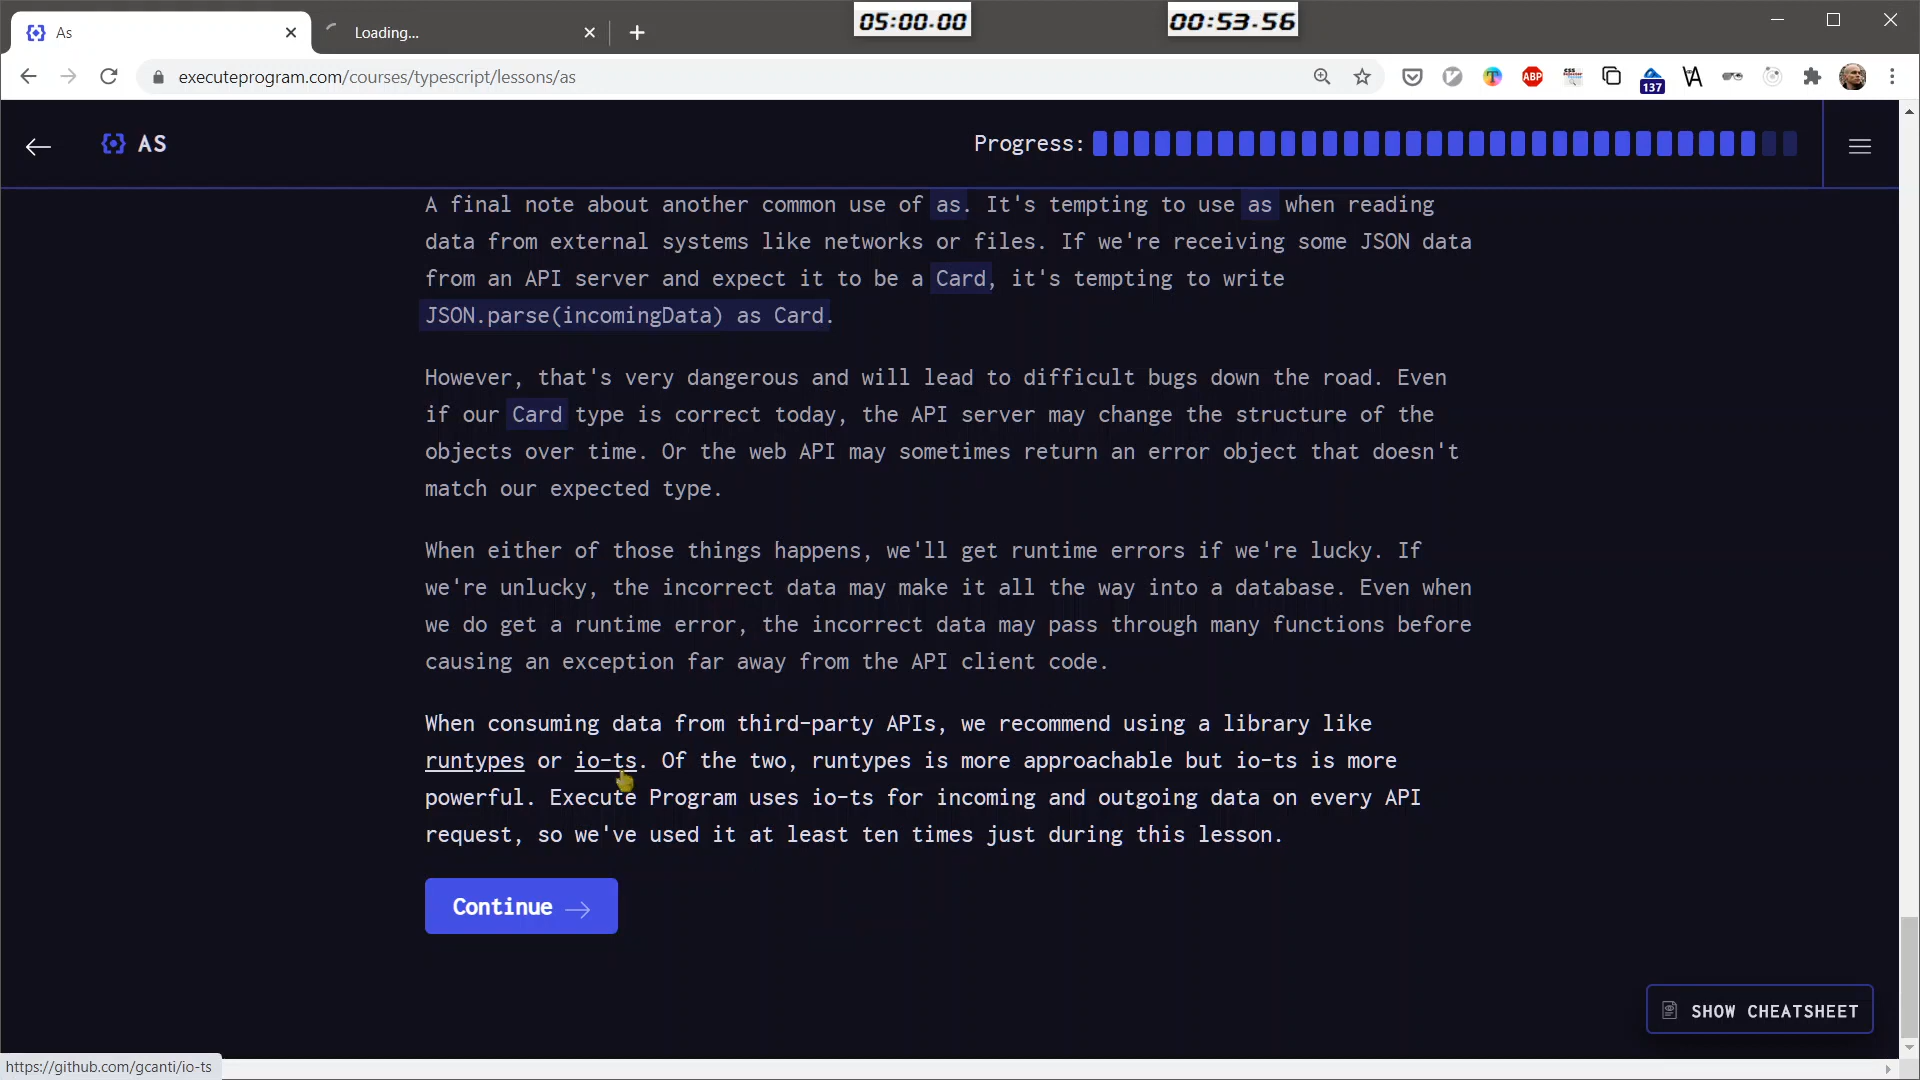 As
Loading...
05:00.00
00:53.56
executeprogram.com/courses/typescript/lessons/as
ABP
137
AS
Progress:
A final note about another common use of as. It's tempting to use as when reading
data from external systems like networks or files. If we're receiving some JSON data
from an API server and expect it to be a Card, it's tempting to write
JSON.parse(incomingData) as Card.
However, that's very dangerous and will lead to difficult bugs down the road. Even
if our Card type is correct today, the API server may change the structure of the
objects over time. Or the web API may sometimes return an error object that doesn't
match our expected type.
When either of those things happens, we'll get runtime errors if we're lucky. If
we're unlucky, the incorrect data may make it all the way into a database. Even when
we do get a runtime error, the incorrect data may pass through many functions before
causing an exception far away from the API client code.
When consuming data from third-party APIs, we recommend using a library like
runtypes or io-ts. Of the two, runtypes is more approachable but io-ts is more
powerful. Execute Program uses io-ts for incoming and outgoing data on every API
request, so we've used it at least ten times just during this lesson.
Continue
SHOW CHEATSHEET
https://github.com/gcanti/io-ts